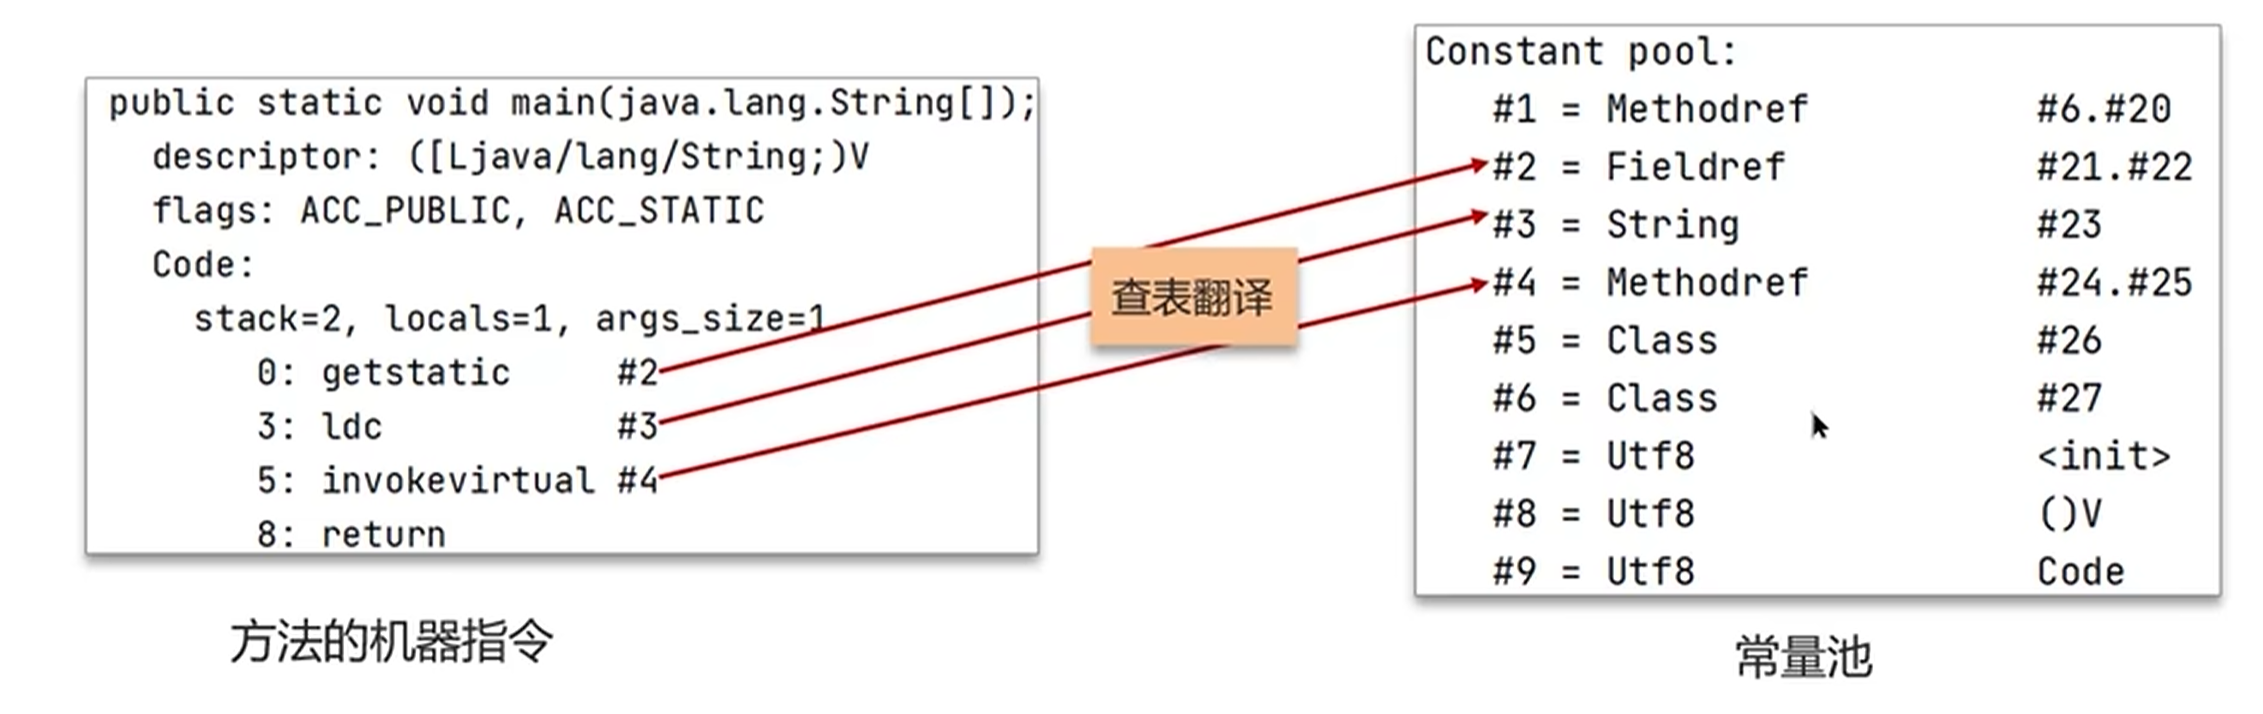 public static void main(java.lang.String[]);
descriptor: ([Ljava/lang/String;)V
flags: ACC_PUBLIC, ACC_STATIC
Code:
stack=2, locals=1, args_size=1
0: getstatic #2
3: ldc #3
5: invokevirtual #4
8: return
方法的机器指令
查表翻译
Constant pool:
#1 = Methodref #6.#20
#2 = Fieldref #21.#22
#3 = String #23
#4 = Methodref #24.#25
#5 = Class #26
#6 = Class #27
#7 = Utf8 <init>
#8 = Utf8 ()V
#9 = Utf8 Code
常量池